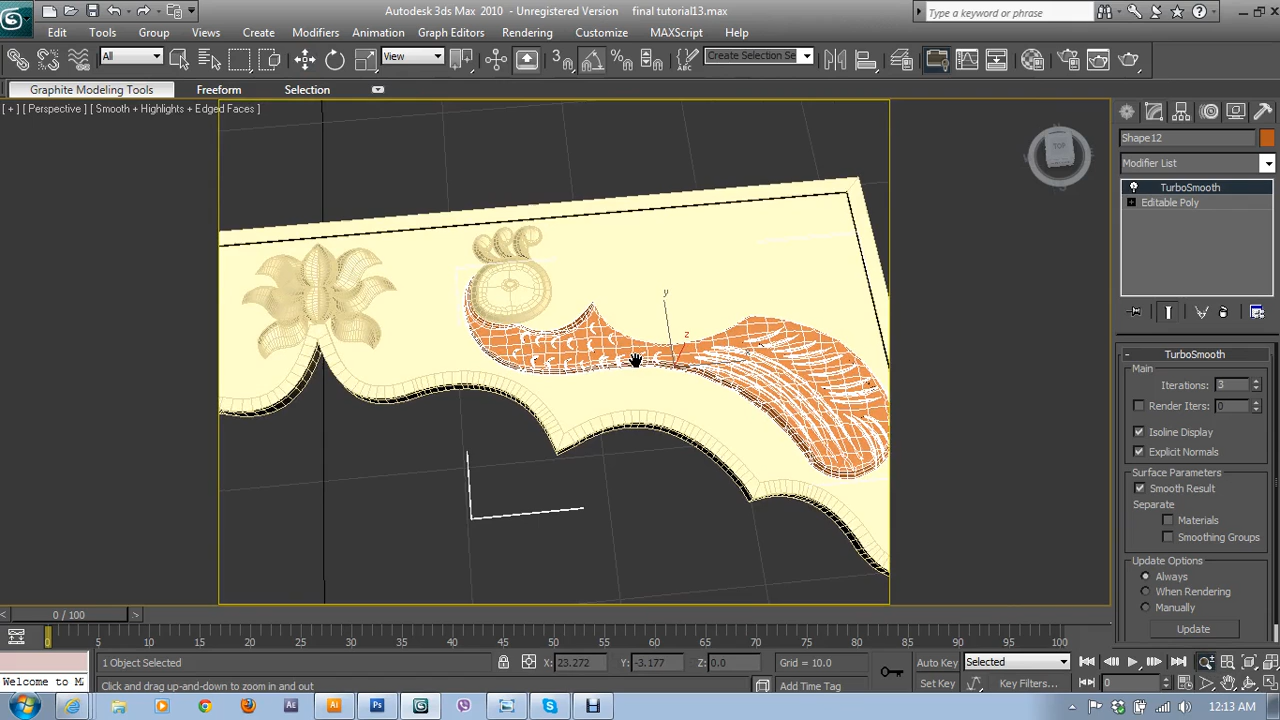 Autodesk 3ds Max 2010 - Unregistered Version final tutorial13.max
Type a keyword or phrase
Edit Tools Group Views Create Modifiers Animation Graph Editors Rendering Customize MAXScript Help
All View Create Selection Se
Graphite Modeling Tools Freeform Selection
[ + ] [ Perspective ] [ Smooth + Highlights + Edged Faces ]
TOP
Shape12
Modifier List
TurboSmooth
Editable Poly
y
z
TurboSmooth
Main
Iterations: 3
Render Iters: 0
Isoline Display
Explicit Normals
Surface Parameters
Smooth Result
Separate
Materials
Smoothing Groups
Update Options
Always
When Rendering
Manually
Update
0 / 100
0 5 10 15 20 25 30 35 40 45 50 55 60 65 70 75 80 85 90 95 100
1 Object Selected X: 23.272 Y: -3.177 Z: 0.0 Grid = 10.0 Auto Key Selected
Welcome to M Click and drag up-and-down to zoom in and out Add Time Tag Set Key Key Filters... 0
12:13 AM